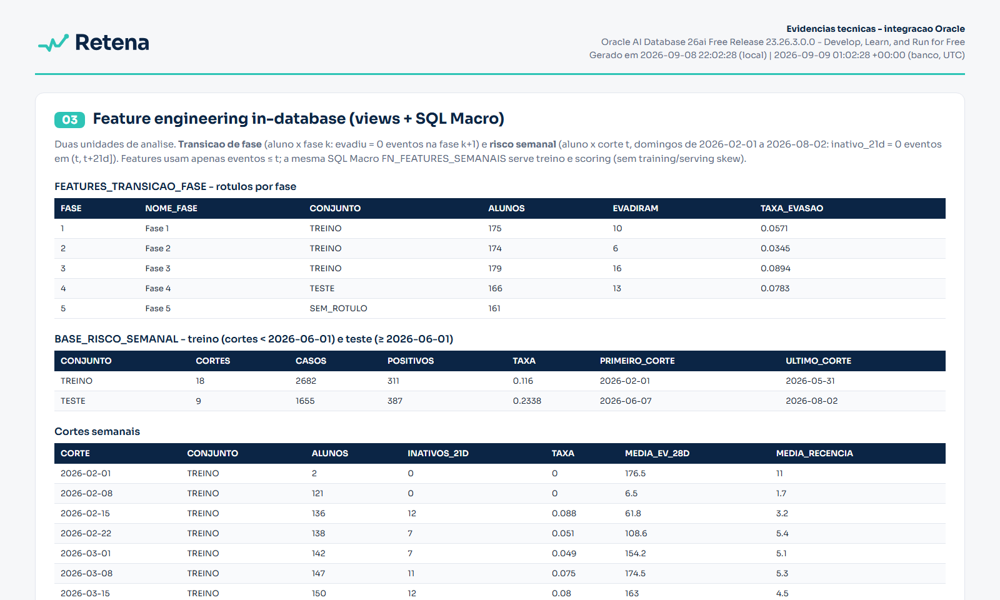 Retena
Evidencias tecnicas - integracao Oracle
Oracle AI Database 26ai Free Release 23.26.3.0.0 - Develop, Learn, and Run for Free
Gerado em 2026-09-08 22:02:28 (local) | 2026-09-09 01:02:28 +00:00 (banco, UTC)
03 Feature engineering in-database (views + SQL Macro)
Duas unidades de analise. Transicao de fase (aluno x fase k: evadiu = 0 eventos na fase k+1) e risco semanal (aluno x corte t, domingos de 2026-02-01 a 2026-08-02: inativo_21d = 0 eventos
em (t, t+21d]). Features usam apenas eventos ≤ t; a mesma SQL Macro FN_FEATURES_SEMANAIS serve treino e scoring (sem training/serving skew).
FEATURES_TRANSICAO_FASE - rotulos por fase
FASE NOME_FASE CONJUNTO ALUNOS EVADIRAM TAXA_EVASAO
1 Fase 1 TREINO 175 10 0.0571
2 Fase 2 TREINO 174 6 0.0345
3 Fase 3 TREINO 179 16 0.0894
4 Fase 4 TESTE 166 13 0.0783
5 Fase 5 SEM_ROTULO 161
BASE_RISCO_SEMANAL - treino (cortes < 2026-06-01) e teste (≥ 2026-06-01)
CONJUNTO CORTES CASOS POSITIVOS TAXA PRIMEIRO_CORTE ULTIMO_CORTE
TREINO 18 2682 311 0.116 2026-02-01 2026-05-31
TESTE 9 1655 387 0.2338 2026-06-07 2026-08-02
Cortes semanais
CORTE CONJUNTO ALUNOS INATIVOS_21D TAXA MEDIA_EV_28D MEDIA_RECENCIA
2026-02-01 TREINO 2 0 0 176.5 11
2026-02-08 TREINO 121 0 0 6.5 1.7
2026-02-15 TREINO 136 12 0.088 61.8 3.2
2026-02-22 TREINO 138 7 0.051 108.6 5.4
2026-03-01 TREINO 142 7 0.049 154.2 5.1
2026-03-08 TREINO 147 11 0.075 174.5 5.3
2026-03-15 TREINO 150 12 0.08 163 4.5